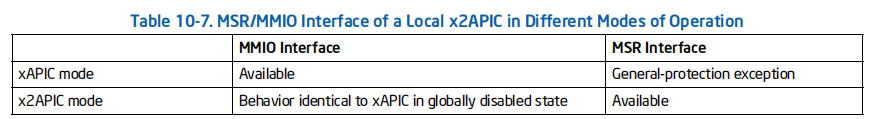 Table 10-7. MSR/MMIO Interface of a Local x2APIC in Different Modes of Operation
MMIO Interface MSR Interface
xAPIC mode Available General-protection exception
x2APIC mode Behavior identical to xAPIC in globally disabled state Available